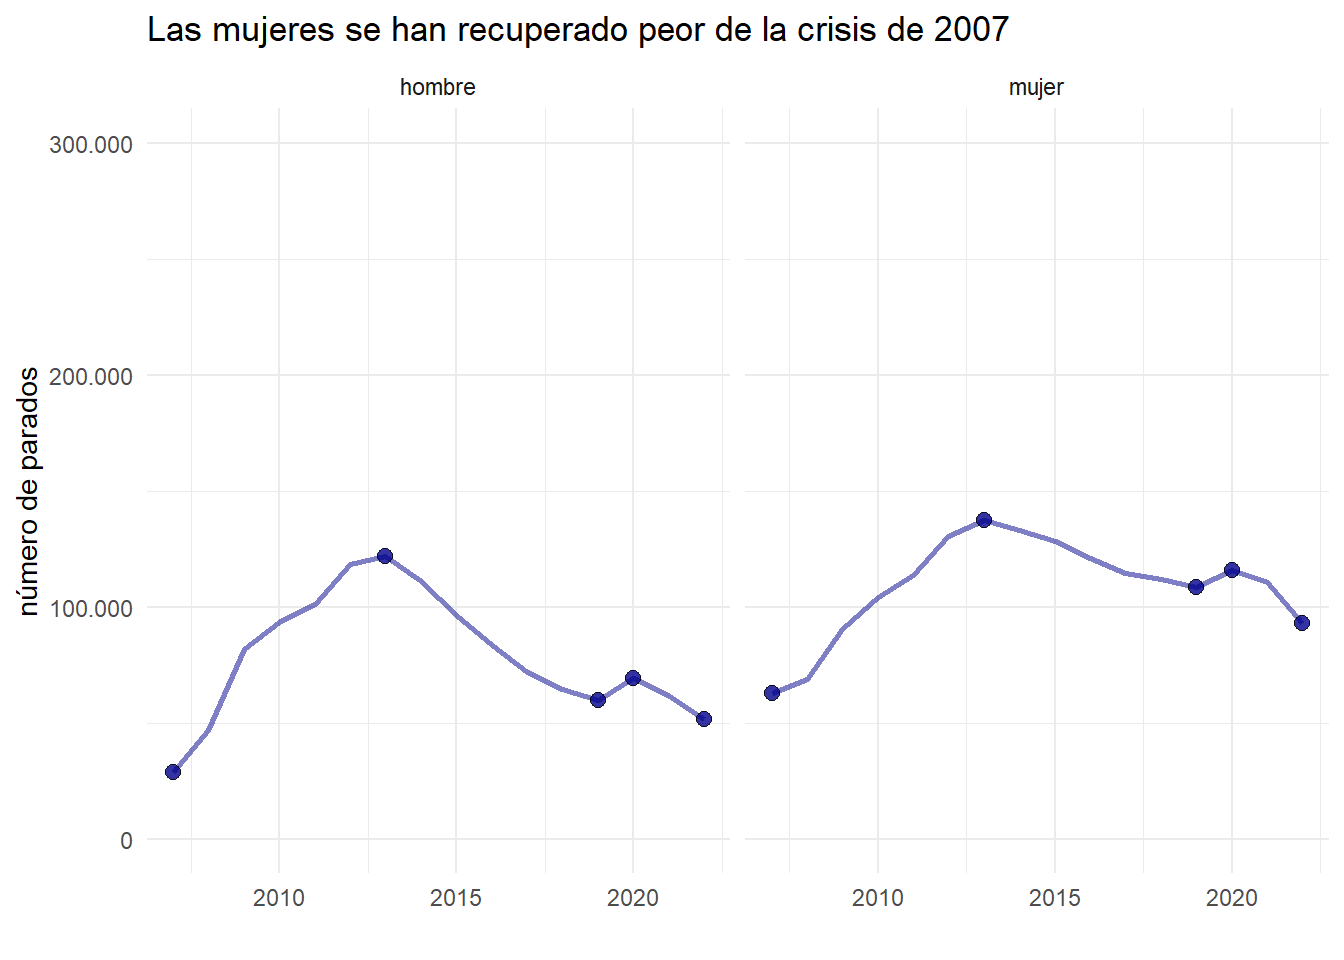 Las mujeres se han recuperado peor de la crisis de 2007
hombre
mujer
número de parados
300.000
200.000
100.000
0
2010
2015
2020
2010
2015
2020